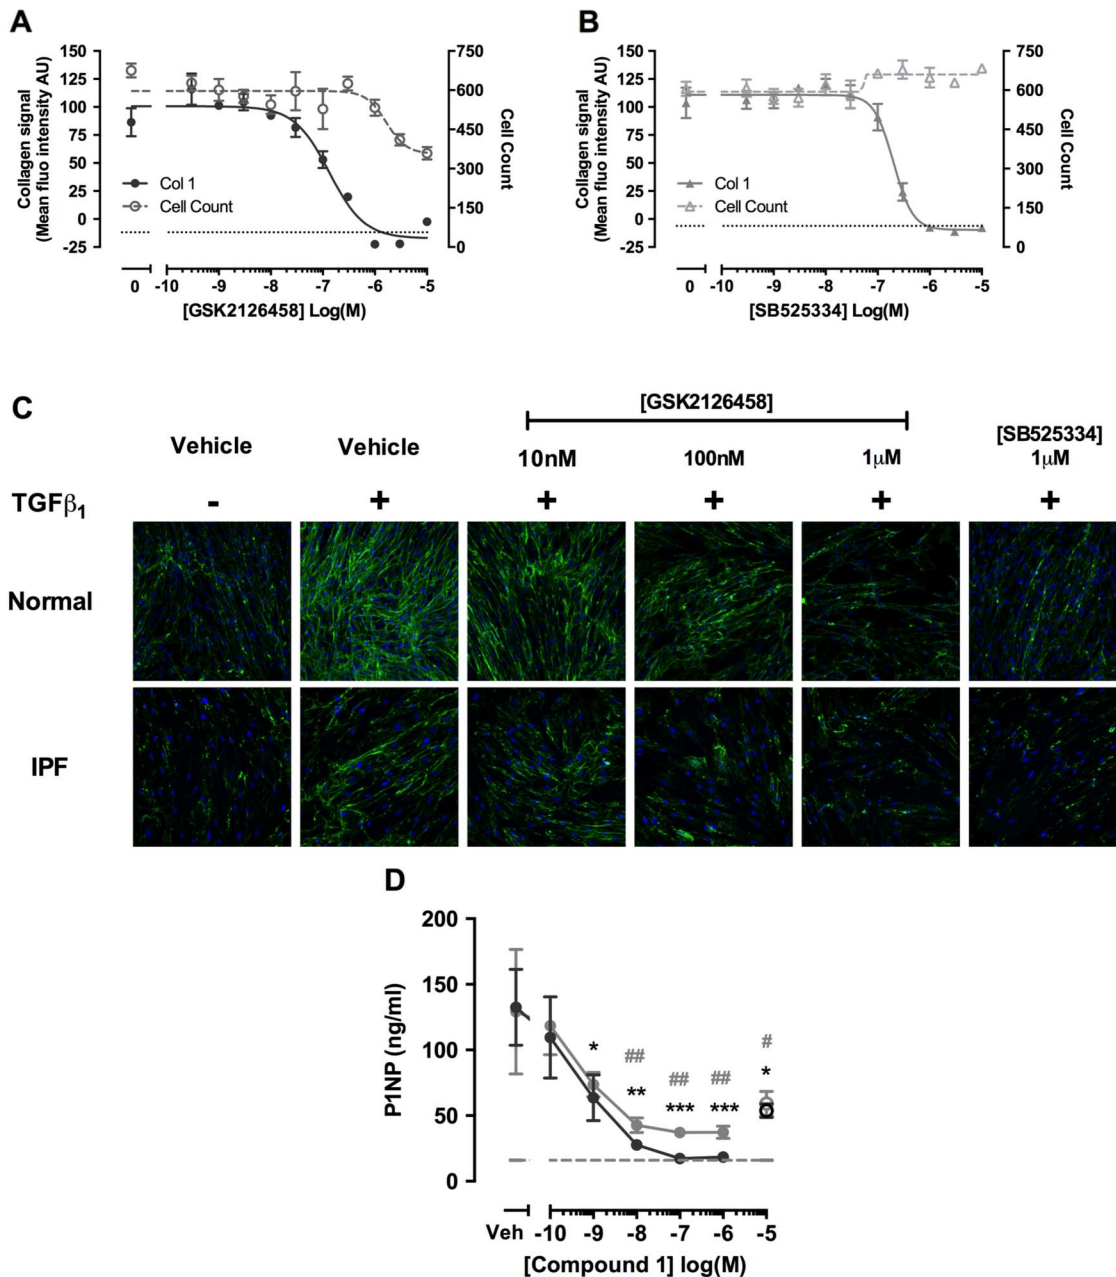 A
B
150
125
100
75
50
25
0
-25
Collagen signal
(Mean fluo intensity AU)
750
600
450
300
150
0
Cell Count
Col 1
Cell Count
0
-10 -9 -8 -7 -6 -5
[GSK2126458] Log(M)
150
125
100
75
50
25
0
-25
Collagen signal
(Mean fluo intensity AU)
750
600
450
300
150
0
Cell Count
Col 1
Cell Count
0
-10 -9 -8 -7 -6 -5
[SB525334] Log(M)
C
[GSK2126458]
Vehicle Vehicle 10nM 100nM 1μM [SB525334]
1μM
TGFβ1 - + + + + +
Normal
IPF
D
200
150
100
50
0
P1NP (ng/ml)
* ## ## ## #
** *** *** *
Veh -10 -9 -8 -7 -6 -5
[Compound 1] log(M)